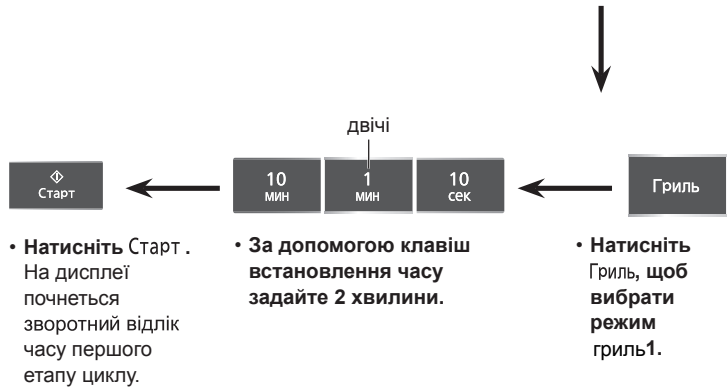 двічі
Старт
10
мин
1
мин
10
сек
Гриль
• Натисніть Старт .
На дисплеї
почнеться
зворотний відлік
часу першого
етапу циклу.
• За допомогою клавіш
встановлення часу
задайте 2 хвилини.
• Натисніть
Гриль, щоб
вибрати
режим
гриль1.